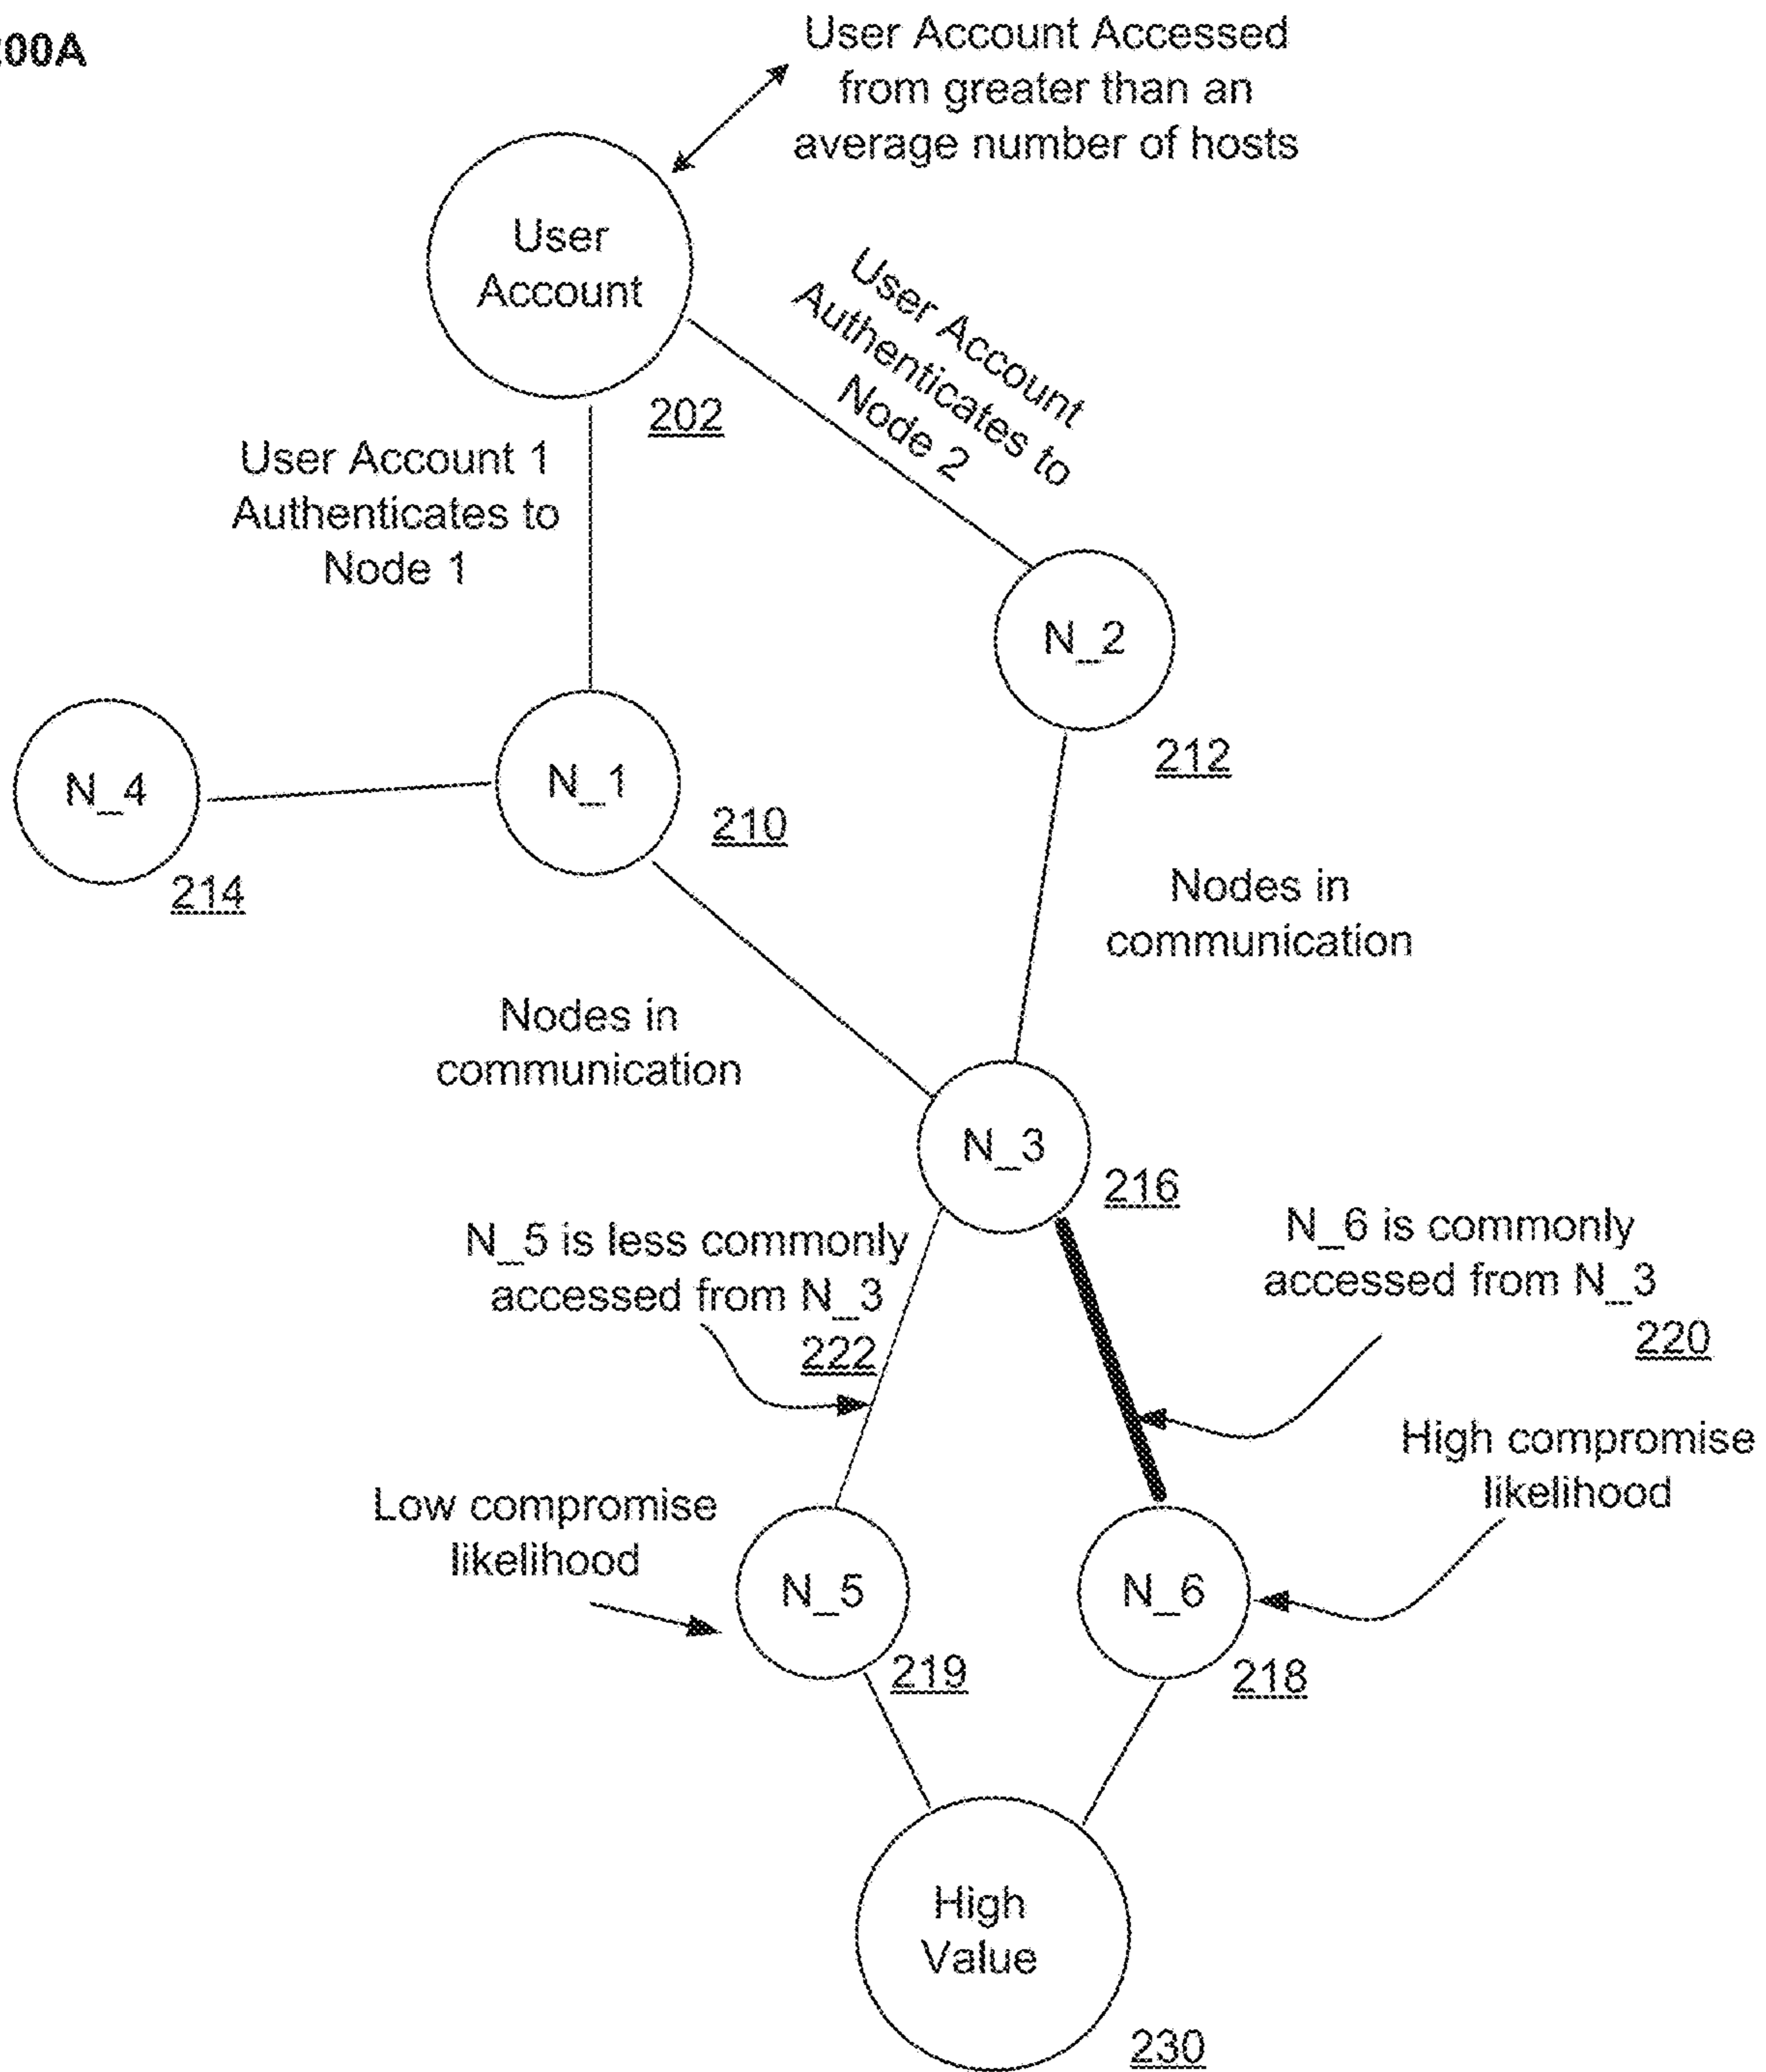 00A
User Account Accessed
from greater than an
average number of hosts
User
Account
202
User Account
Authenticates to
Node 2
User Account 1
Authenticates to
Node 1
N_2
212
N_4
214
N_1
210
Nodes in
communication
Nodes in
communication
N_3
216
N_5 is less commonly
accessed from N_3
222
N_6 is commonly
accessed from N_3
220
High compromise
likelihood
Low compromise
likelihood
N_5
219
N_6
218
High
Value
230